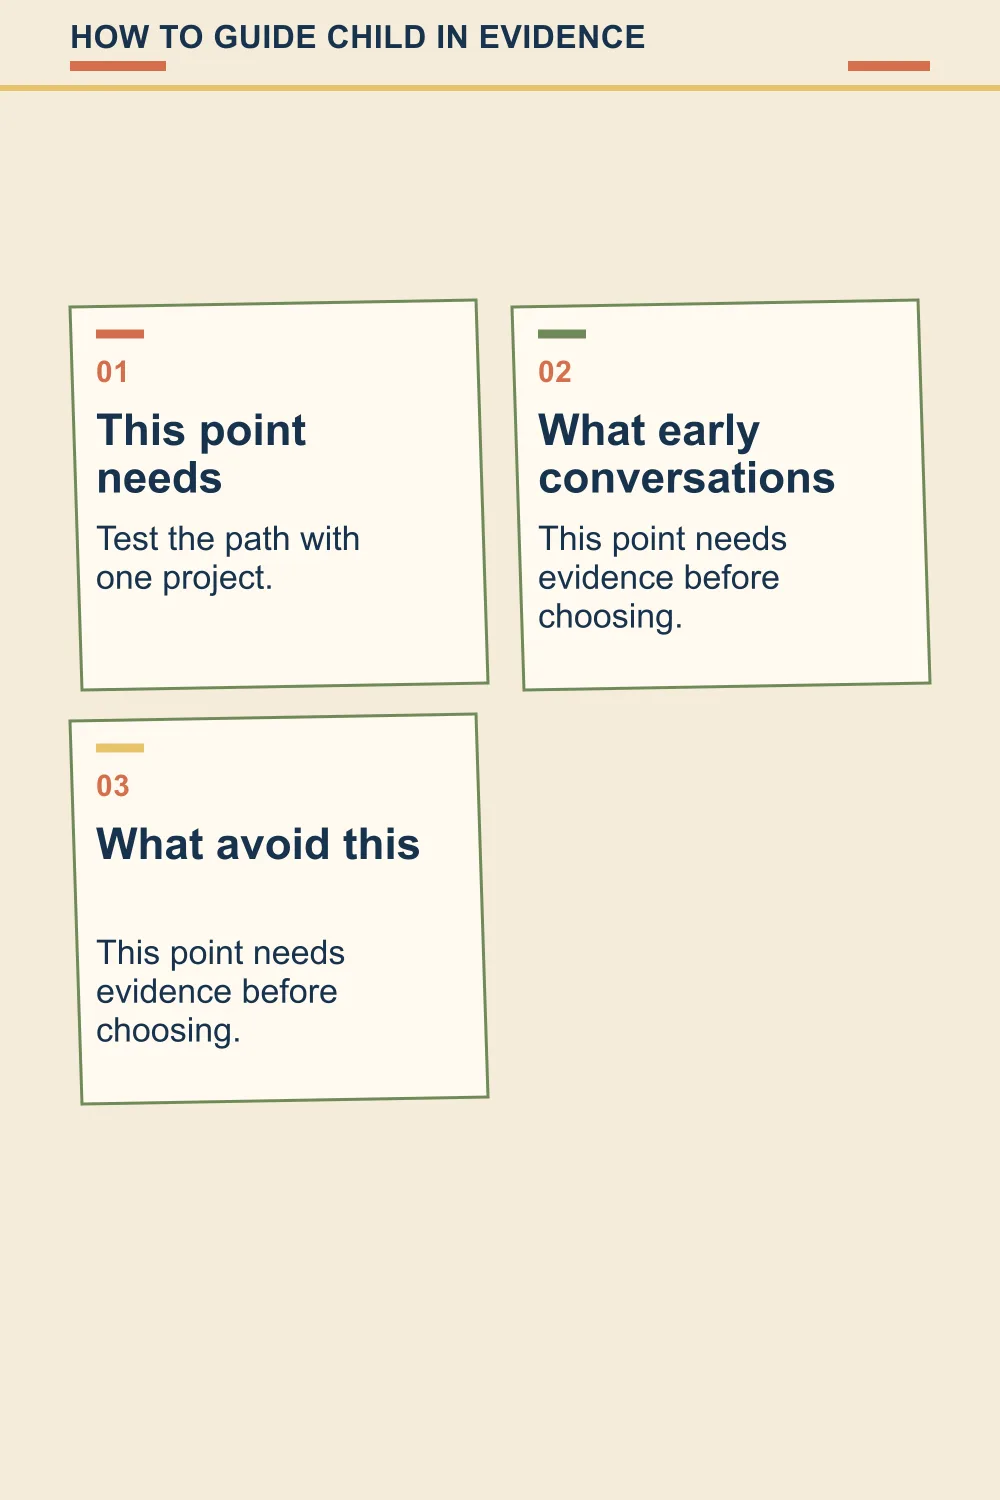 HOW TO GUIDE CHILD IN EVIDENCE
01
This point
needs
Test the path with
one project.
02
What early
conversations
This point needs
evidence before
choosing.
03
What avoid this
This point needs
evidence before
choosing.